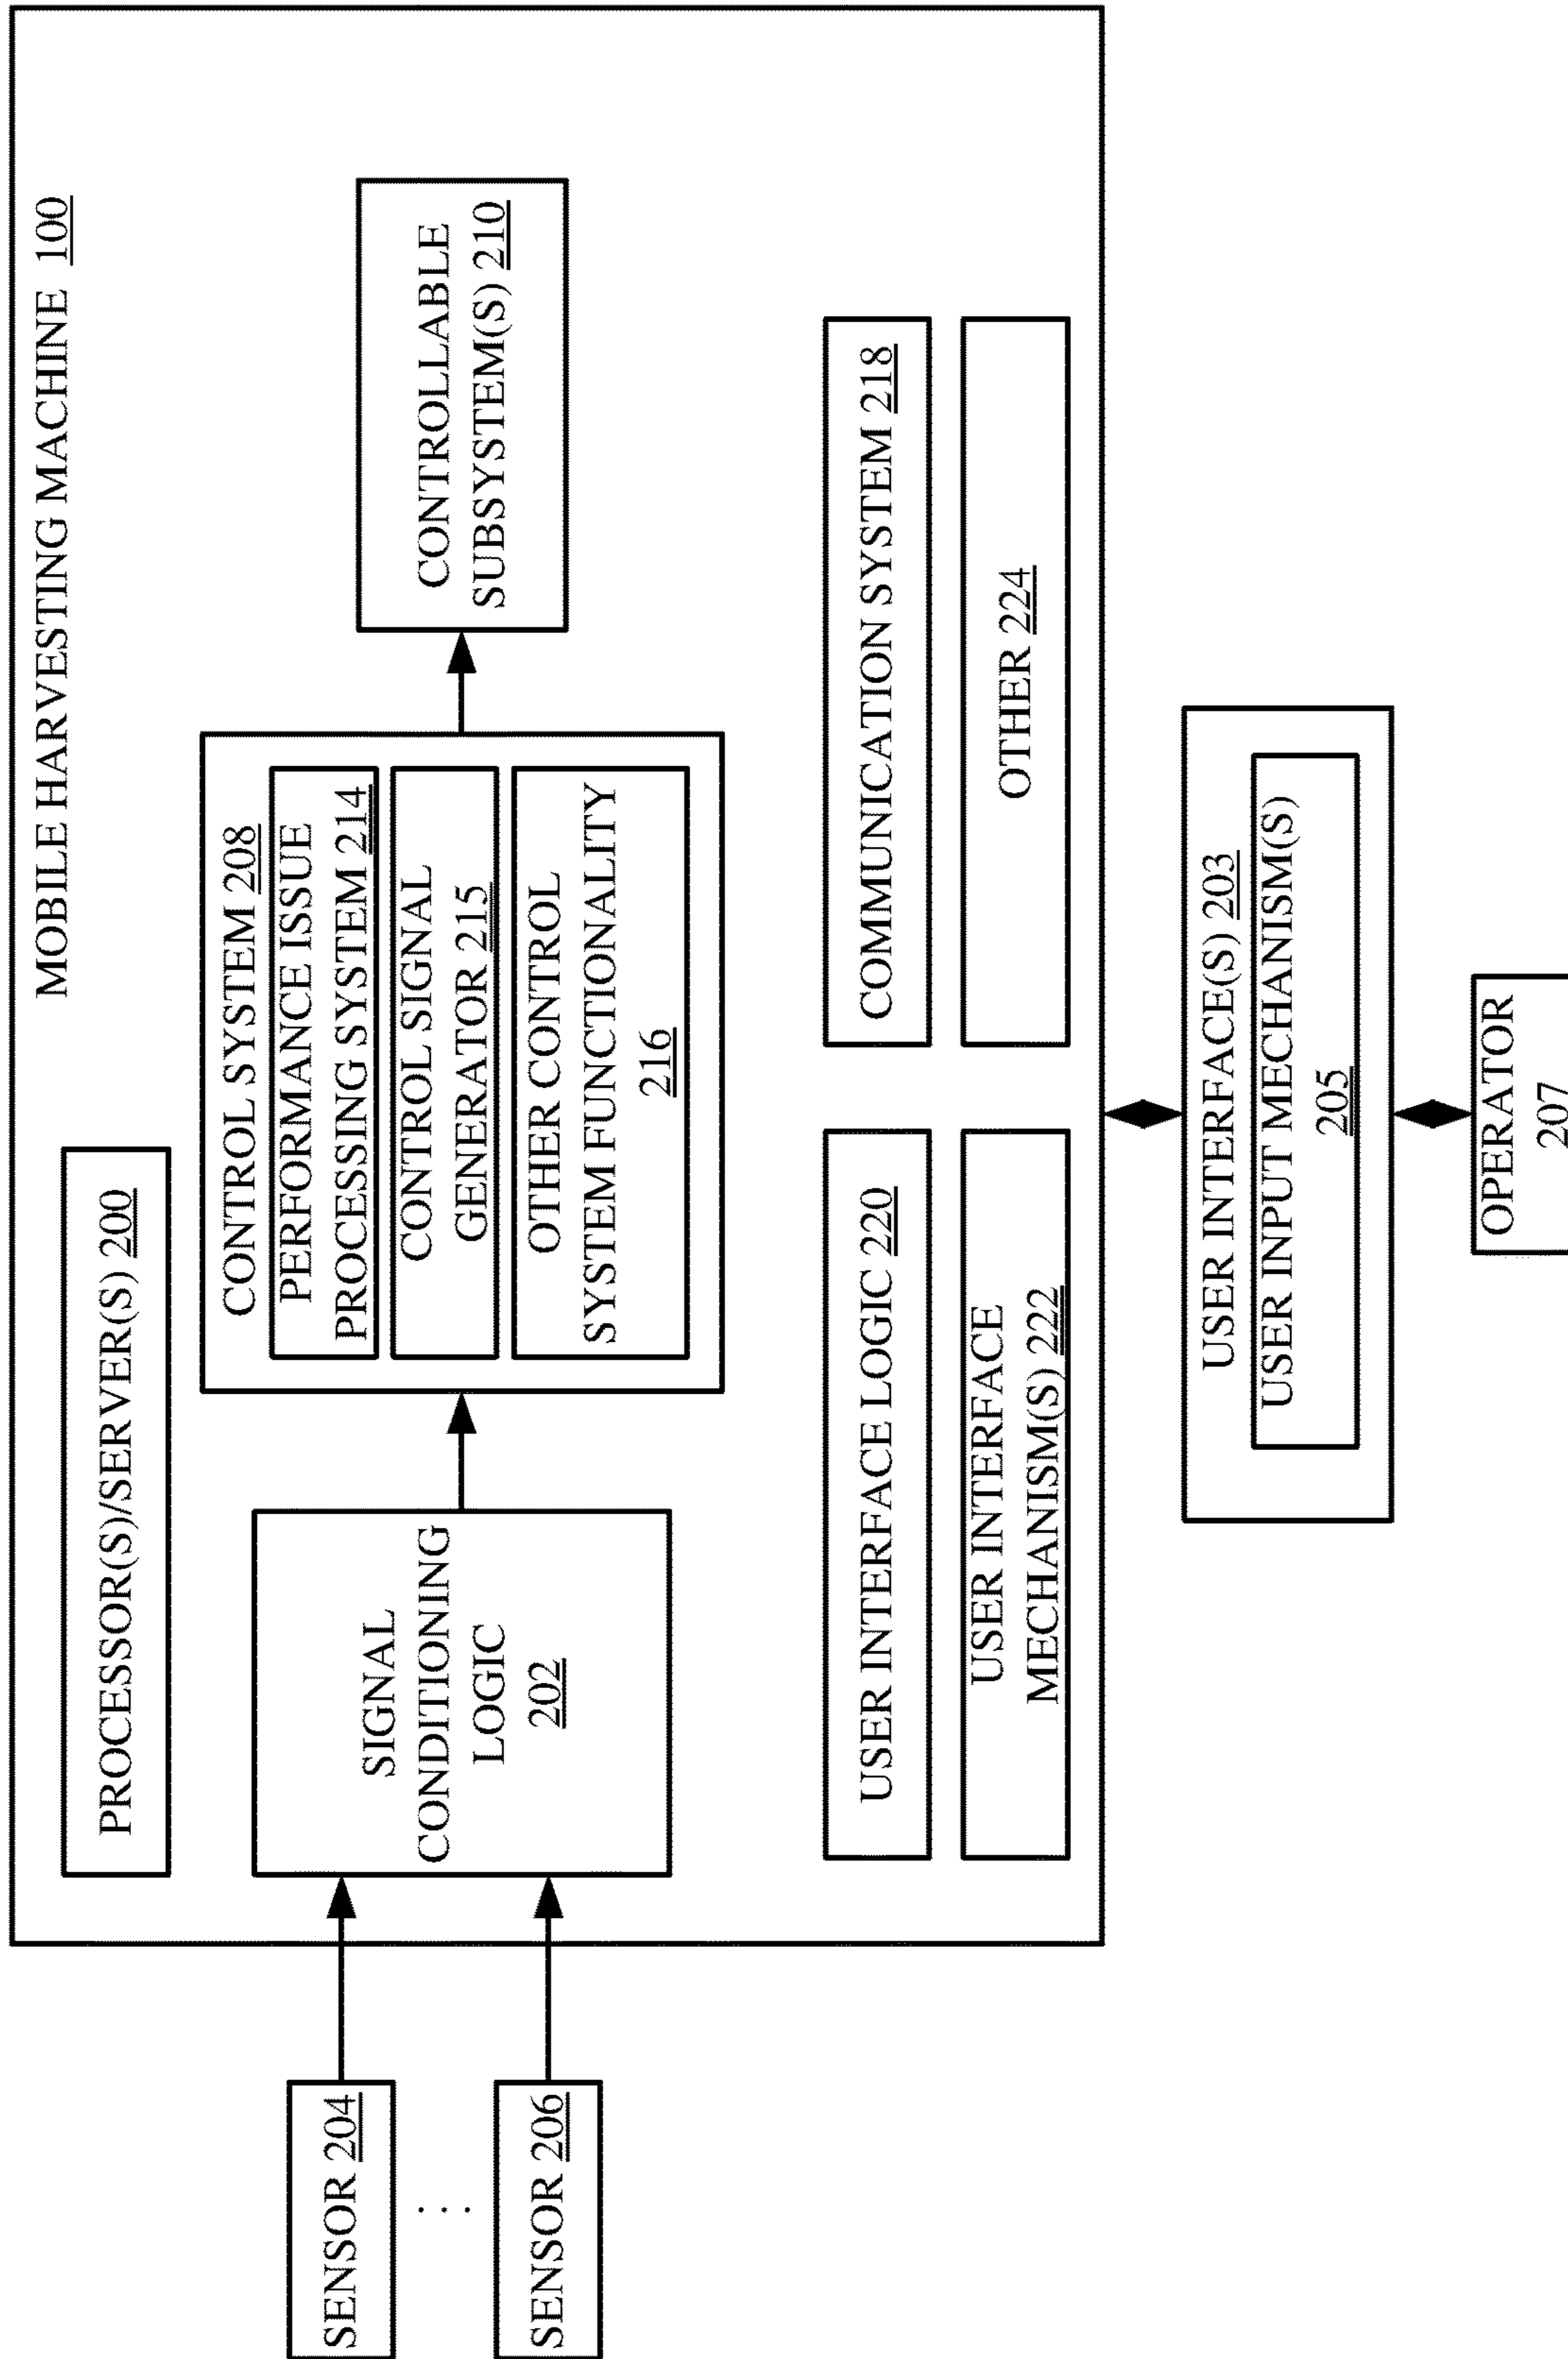 MOBILE HARVESTING MACHINE 100
PROCESSOR(S)/SERVER(S) 200
SENSOR 204
. . .
SENSOR 206
SIGNAL
CONDITIONING
LOGIC
202
CONTROL SYSTEM 208
PERFORMANCE ISSUE
PROCESSING SYSTEM 214
CONTROL SIGNAL
GENERATOR 215
OTHER CONTROL
SYSTEM FUNCTIONALITY
216
CONTROLLABLE
SUBSYSTEM(S) 210
USER INTERFACE LOGIC 220
COMMUNICATION SYSTEM 218
USER INTERFACE
MECHANISM(S) 222
OTHER 224
USER INTERFACE(S) 203
USER INPUT MECHANISM(S)
205
OPERATOR
207